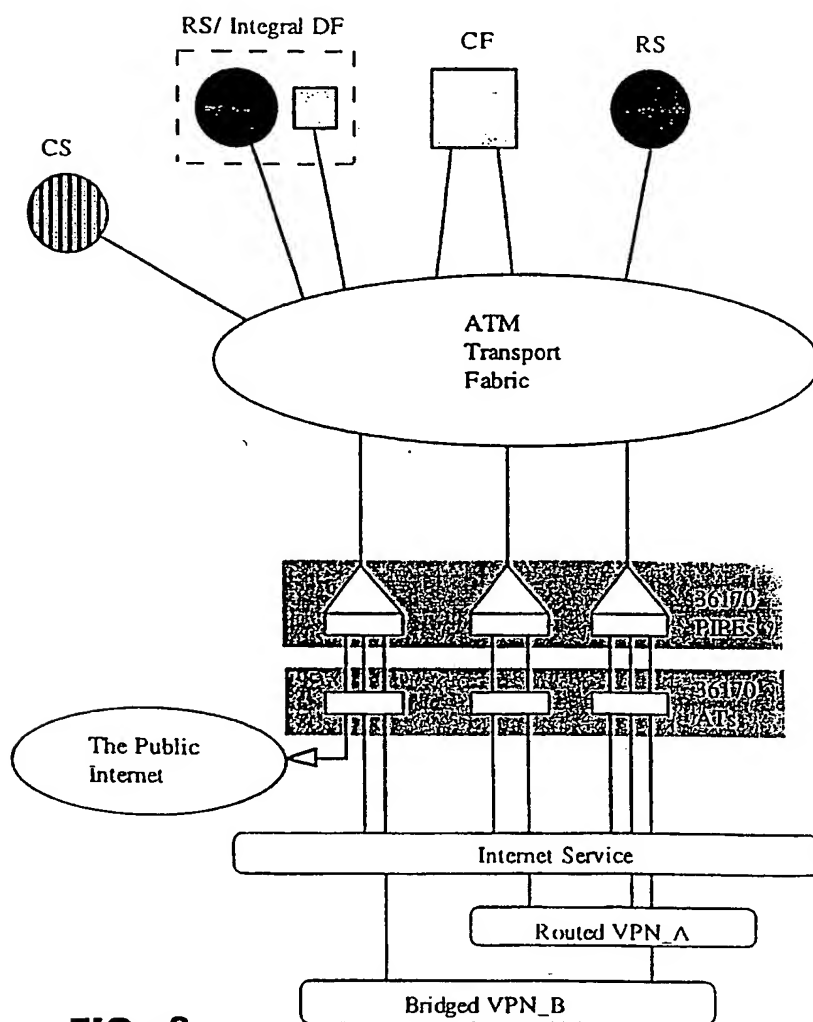 RS/ Integral DF
CF
RS
CS
ATM
Transport
Fabric
36170
PIPEs
36170
ATs
The Public
Internet
Internet Service
Routed VPN_A
Bridged VPN_B